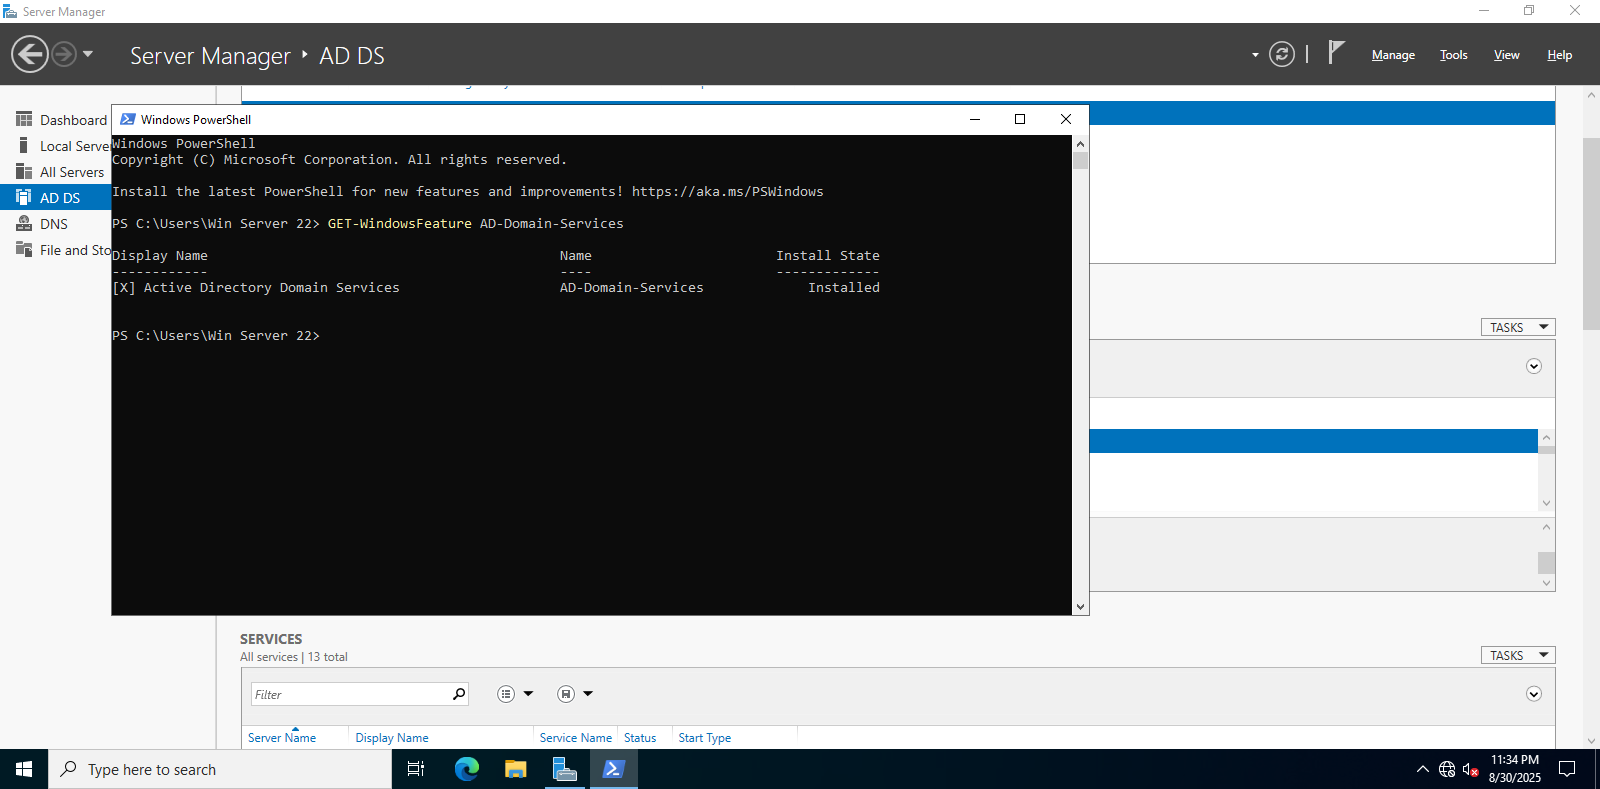 Server Manager
Server Manager ‣ AD DS
Manage
Tools
View
Help
Dashboard
Local Serve
All Servers
AD DS
DNS
File and Sto
Windows PowerShell
Windows PowerShell
Copyright (C) Microsoft Corporation. All rights reserved.
Install the latest PowerShell for new features and improvements! https://aka.ms/PSWindows
PS C:\Users\Win Server 22> GET-WindowsFeature AD-Domain-Services
Display Name Name Install State
------------ ---- -------------
[X] Active Directory Domain Services AD-Domain-Services Installed
PS C:\Users\Win Server 22>
TASKS
SERVICES
All services | 13 total
TASKS
Filter
Server Name Display Name Service Name Status Start Type
Type here to search
11:34 PM
8/30/2025